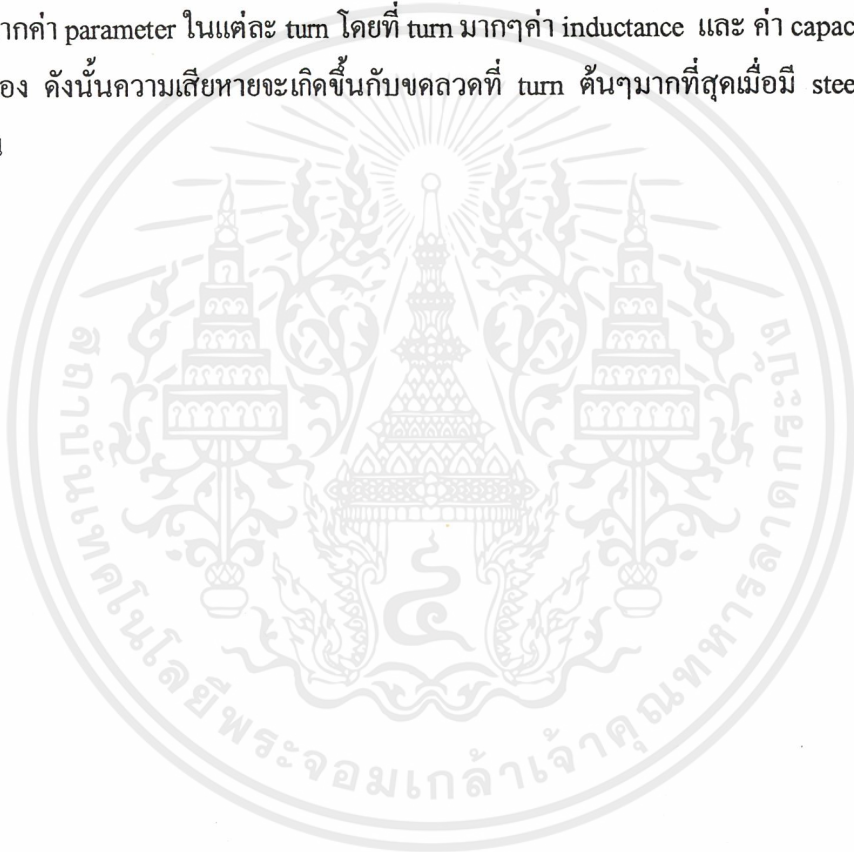 ากค่า parameter ในแต่ละ turn โดยที่ turn มากๆค่า inductance และ ค่า capac
อง ดังนั้นความเสียหายจะเกิดขึ้นกับขดลวดที่ turn ต้นๆมากที่สุดเมื่อมี stee
สถาบันเทคโนโลยีพระจอมเกล้าเจ้าคุณทหารลาดกระบัง